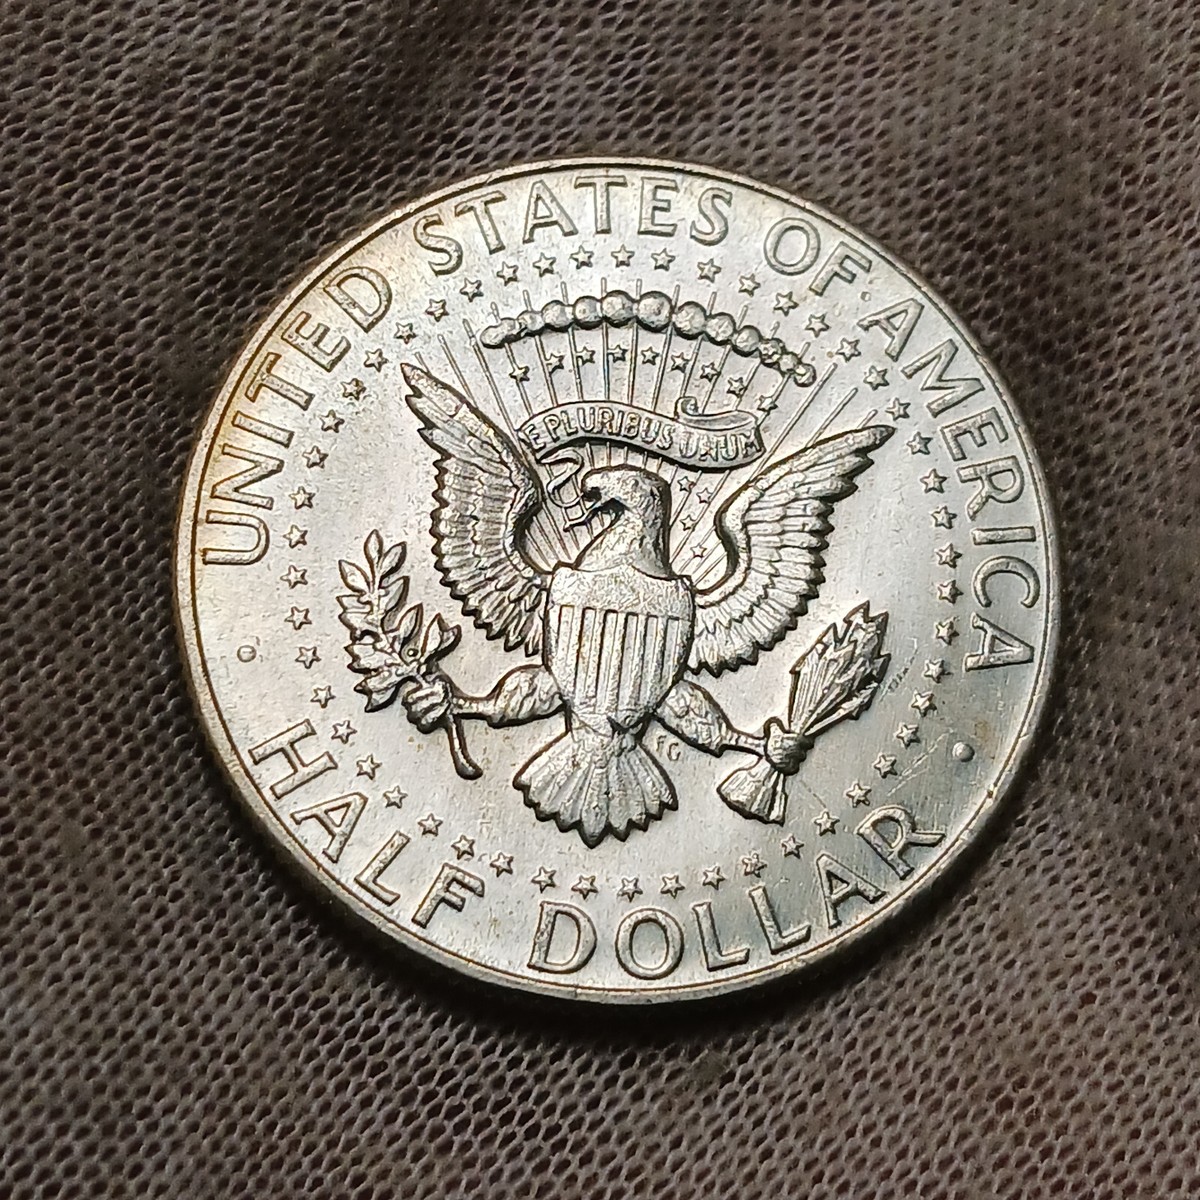 UNITED STATES OF AMERICA
E PLURIBUS UNUM
FG
HALF DOLLAR